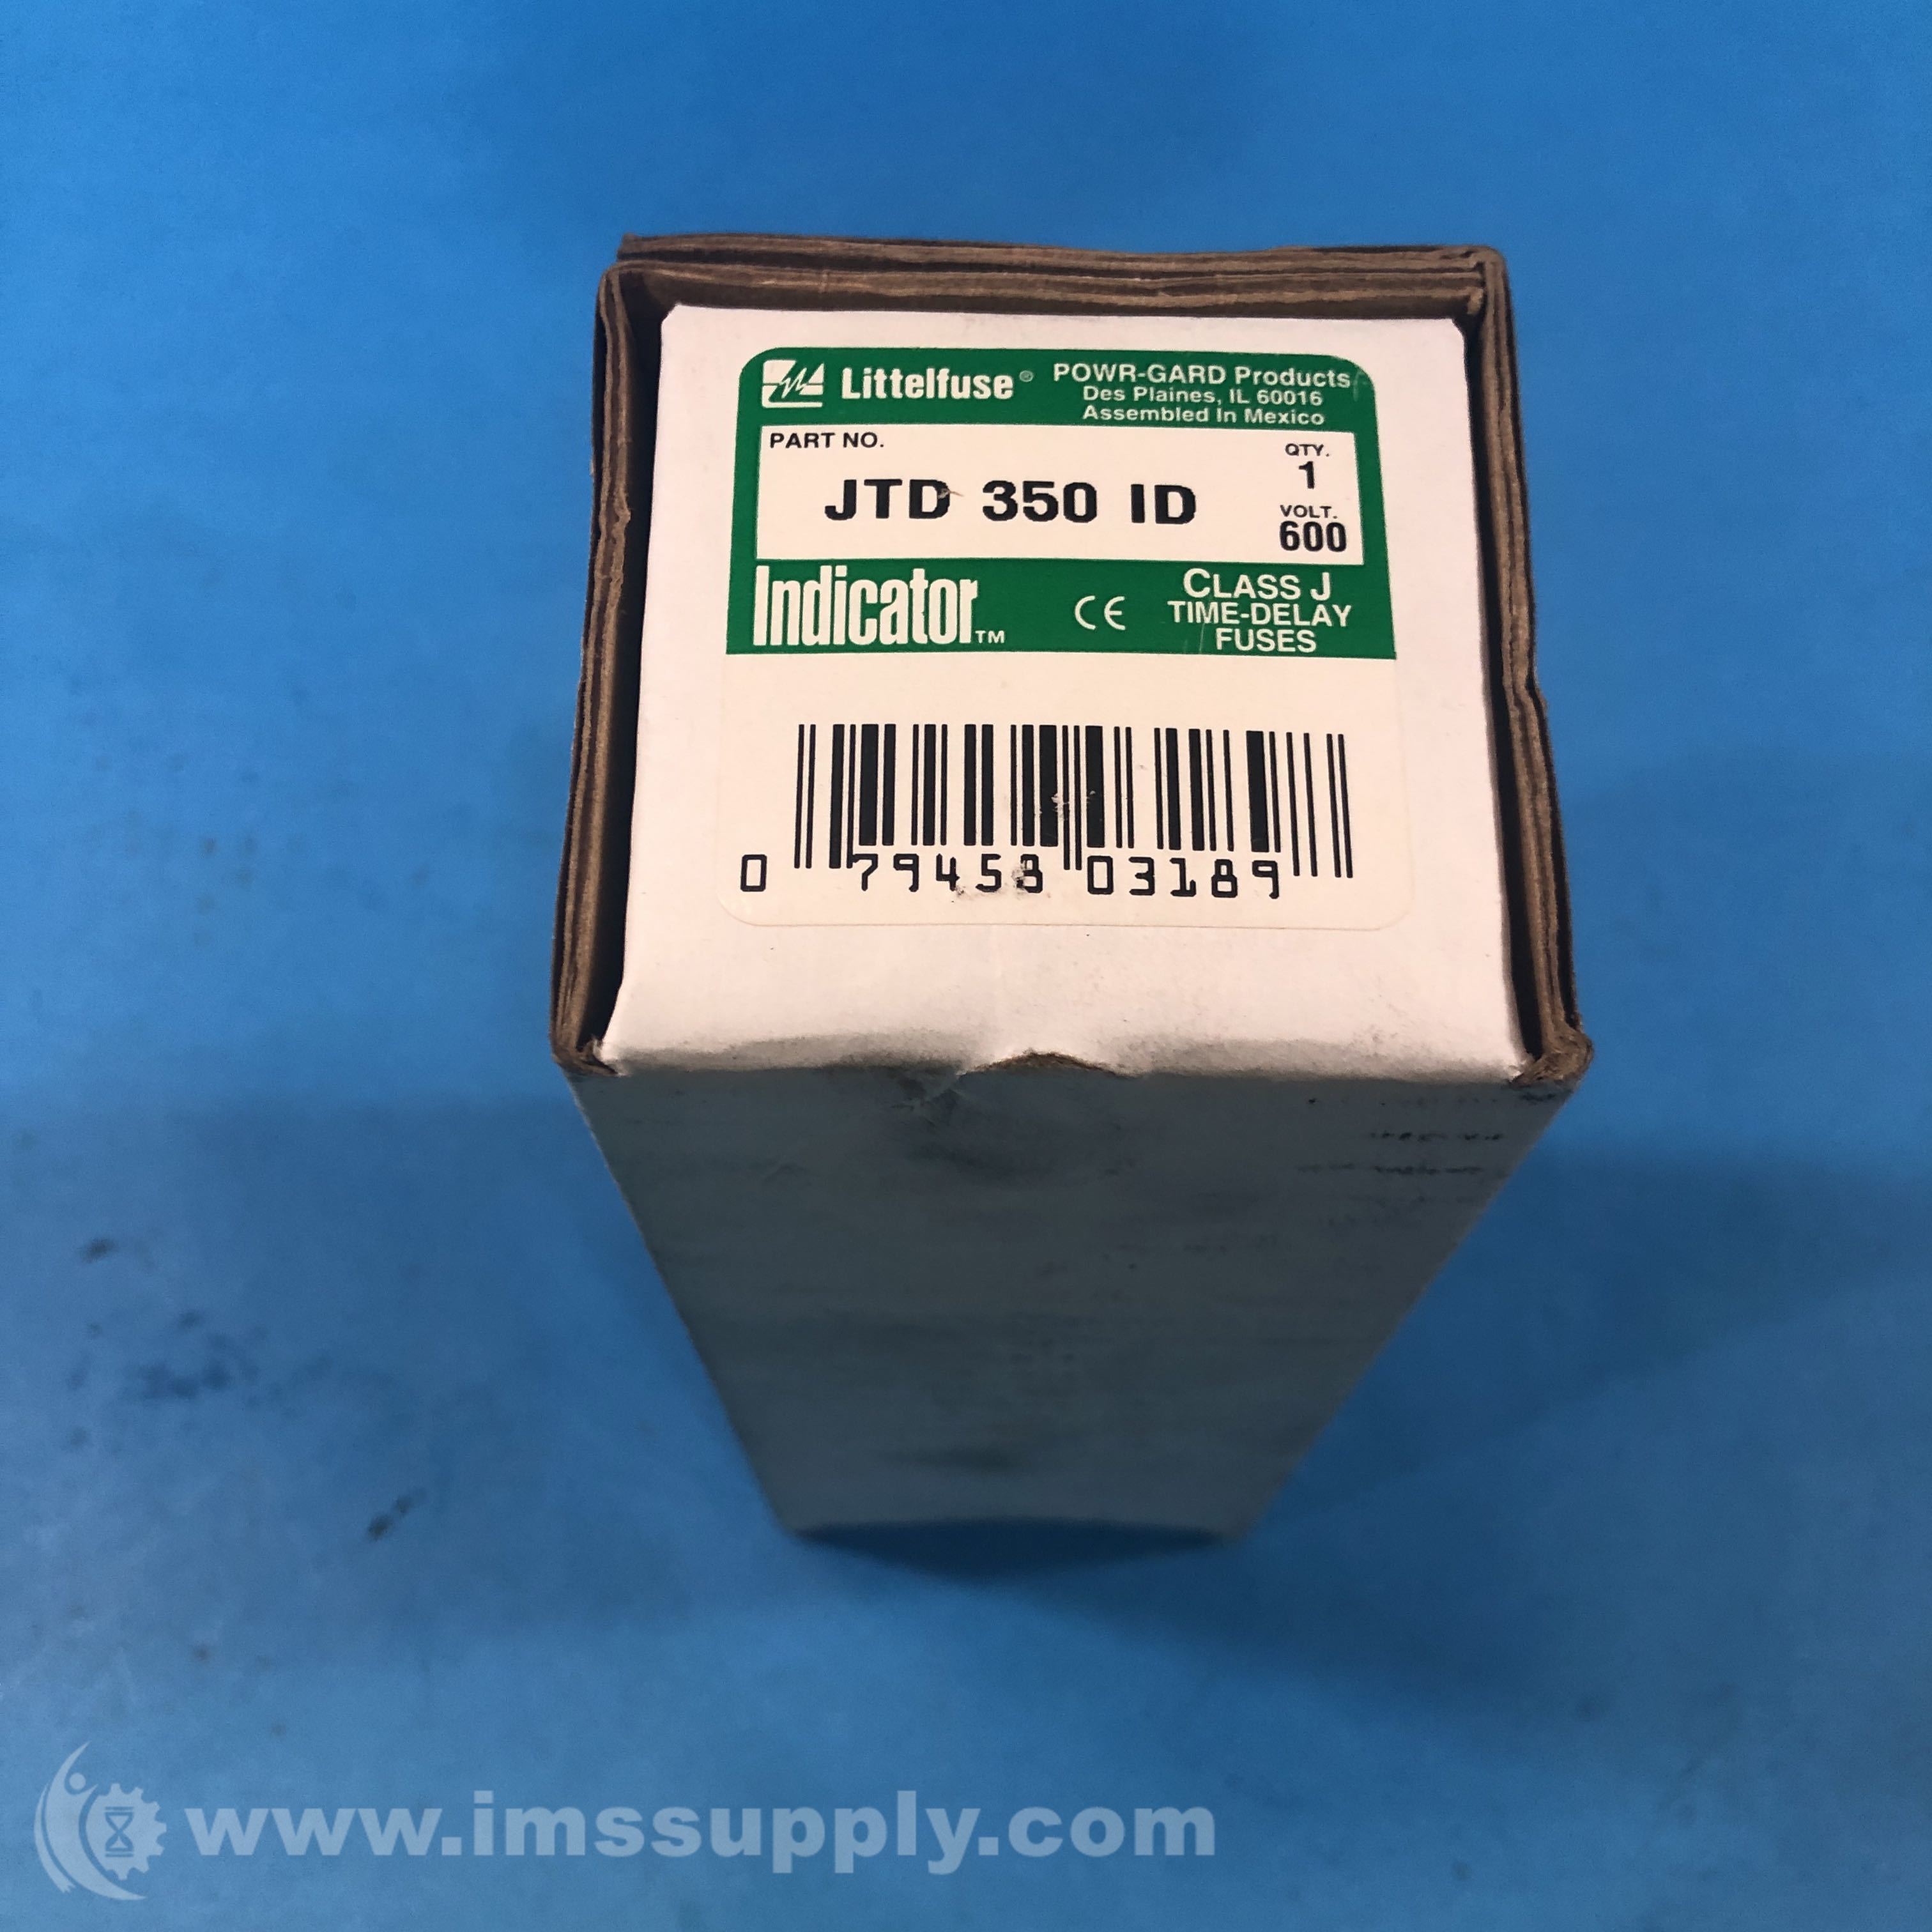 Littelfuse®
POWR-GARD Products
Des Plaines, IL 60016
Assembled In Mexico
PART NO.
JTD 350 ID
QTY.
1
VOLT.
600
Indicator™
CE
CLASS J
TIME-DELAY
FUSES
0 79458 03189
www.imssupply.com